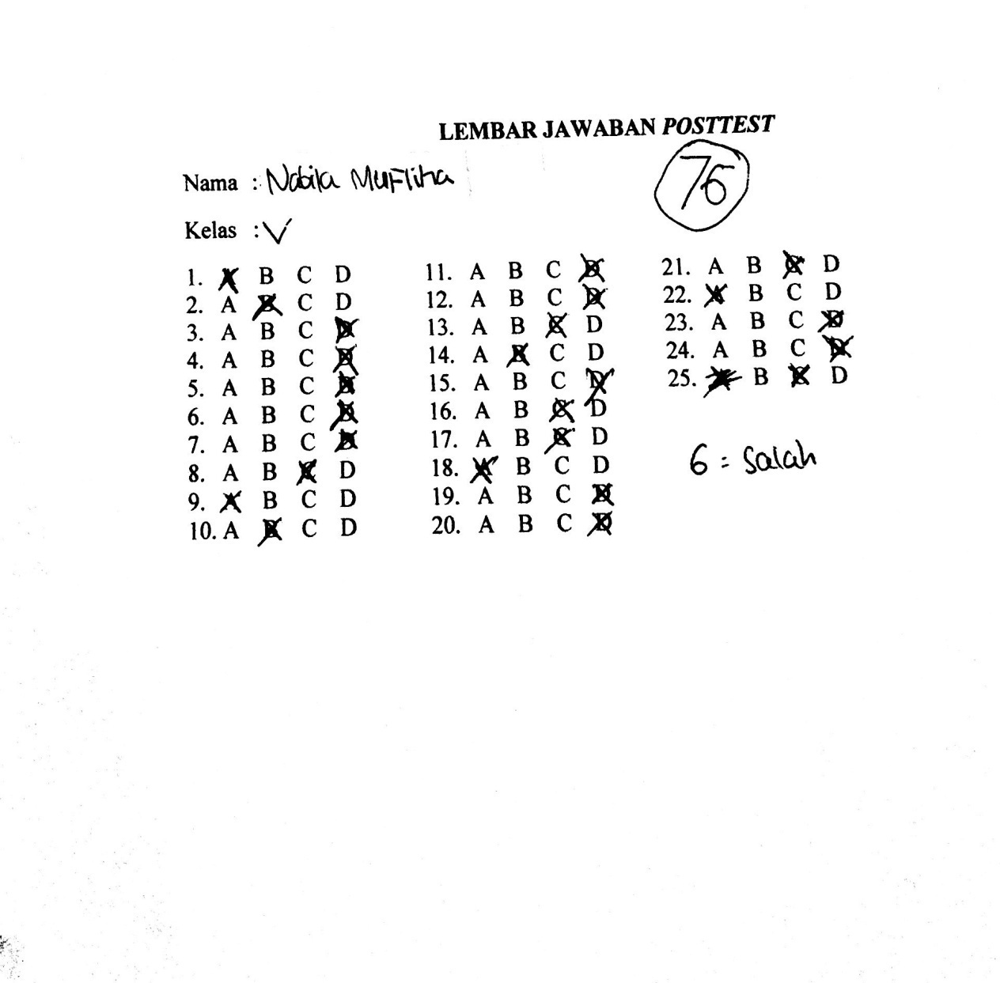 LEMBAR JAWABAN POSTTEST
76
Nama : Nabila Mufliha
Kelas : V
1. A B C D
2. A B C D
3. A B C D
4. A B C D
5. A B C D
6. A B C D
7. A B C D
8. A B C D
9. A B C D
10. A B C D
11. A B C D
12. A B C D
13. A B C D
14. A B C D
15. A B C D
16. A B C D
17. A B C D
18. A B C D
19. A B C D
20. A B C D
21. A B C D
22. A B C D
23. A B C D
24. A B C D
25. A B C D
6 = Salah